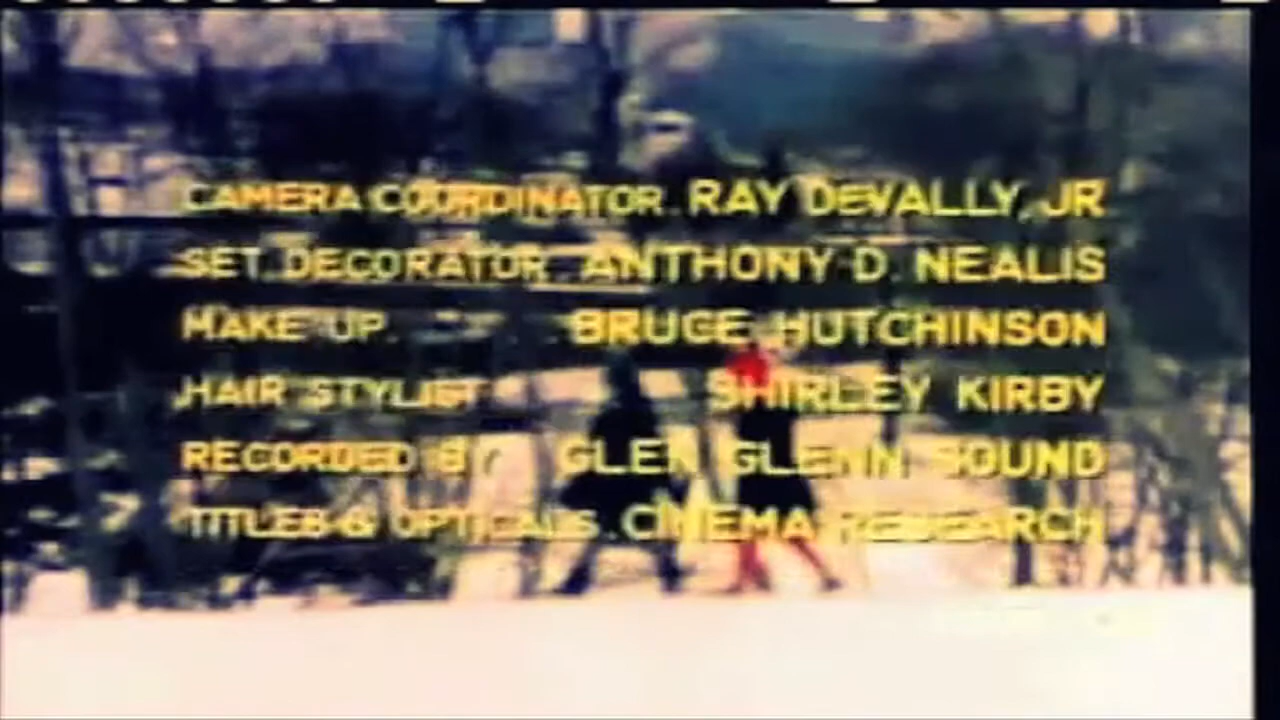 CAMERA COORDINATOR. RAY DeVALLY, JR.
SET DECORATOR. ANTHONY D. NEALIS
MAKE UP. BRUCE HUTCHINSON
HAIR STYLIST SHIRLEY KIRBY
RECORDED BY GLEN GLENN SOUND
TITLES & OPTICALS. CINEMA RESEARCH